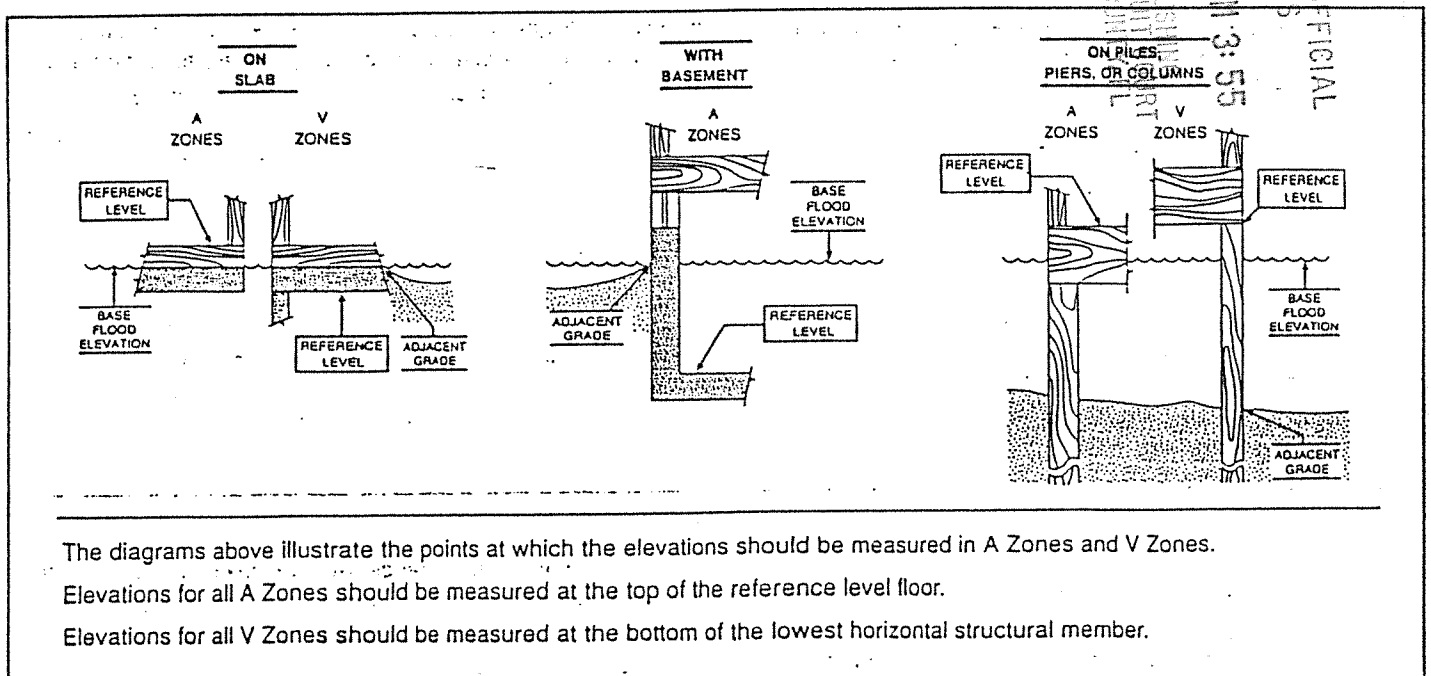 ON
SLAB
A
ZONES
V
ZONES
REFERENCE
LEVEL
BASE
FLOOD
ELEVATION
REFERENCE
LEVEL
ADJACENT
GRADE
WITH
BASEMENT
A
ZONES
BASE
FLOOD
ELEVATION
ADJACENT
GRADE
REFERENCE
LEVEL
ON PILES,
PIERS, OR COLUMNS
A
ZONES
V
ZONES
REFERENCE
LEVEL
REFERENCE
LEVEL
BASE
FLOOD
ELEVATION
ADJACENT
GRADE
FFICIAL
S
M 3:55
The diagrams above illustrate the points at which the elevations should be measured in A Zones and V Zones.
Elevations for all A Zones should be measured at the top of the reference level floor.
Elevations for all V Zones should be measured at the bottom of the lowest horizontal structural member.